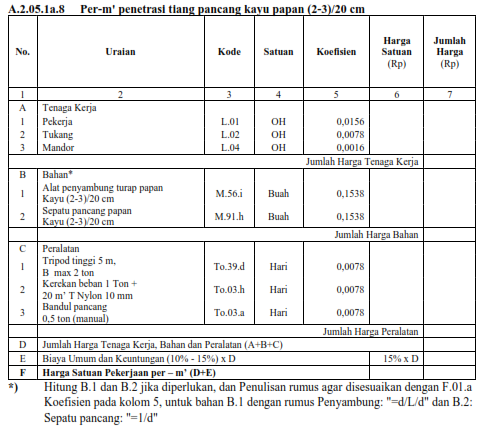 A.2.05.1a.8 Per-m' penetrasi tiang pancang kayu papan (2-3)/20 cm
No. Uraian Kode Satuan Koefisien Harga Satuan (Rp) Jumlah Harga (Rp)
1 2 3 4 5 6 7
A Tenaga Kerja
1 Pekerja L.01 OH 0,0156
2 Tukang L.02 OH 0,0078
3 Mandor L.04 OH 0,0016
Jumlah Harga Tenaga Kerja
B Bahan*
1 Alat penyambung turap papan Kayu (2-3)/20 cm M.56.i Buah 0,1538
2 Sepatu pancang papan Kayu (2-3)/20 cm M.91.h Buah 0,1538
Jumlah Harga Bahan
C Peralatan
1 Tripod tinggi 5 m, B max 2 ton To.39.d Hari 0,0078
2 Kerekan beban 1 Ton + 20 m' T Nylon 10 mm To.03.h Hari 0,0078
3 Bandul pancang 0,5 ton (manual) To.03.a Hari 0,0078
Jumlah Harga Peralatan
D Jumlah Harga Tenaga Kerja, Bahan dan Peralatan (A+B+C)
E Biaya Umum dan Keuntungan (10% - 15%) x D 15% x D
F Harga Satuan Pekerjaan per – m' (D+E)
*) Hitung B.1 dan B.2 jika diperlukan, dan Penulisan rumus agar disesuaikan dengan F.01.a
Koefisien pada kolom 5, untuk bahan B.1 dengan rumus Penyambung: "=d/L/d" dan B.2:
Sepatu pancang: "=1/d"